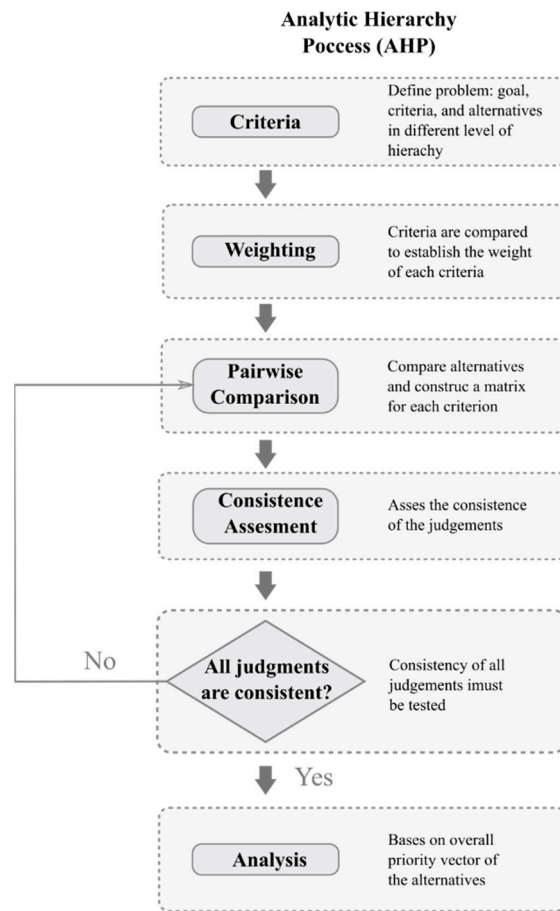 Analytic Hierarchy
Poccess (AHP)
Criteria
Define problem: goal,
criteria, and alternatives
in different level of
hierachy
Weighting
Criteria are compared
to establish the weight
of each criteria
Pairwise
Comparison
Compare alternatives
and construc a matrix
for each criterion
Consistence
Assesment
Asses the consistence
of the judgements
No
All judgments
are consistent?
Consistency of all
judgements imust
be tested
Yes
Analysis
Bases on overall
priority vector of
the alternatives